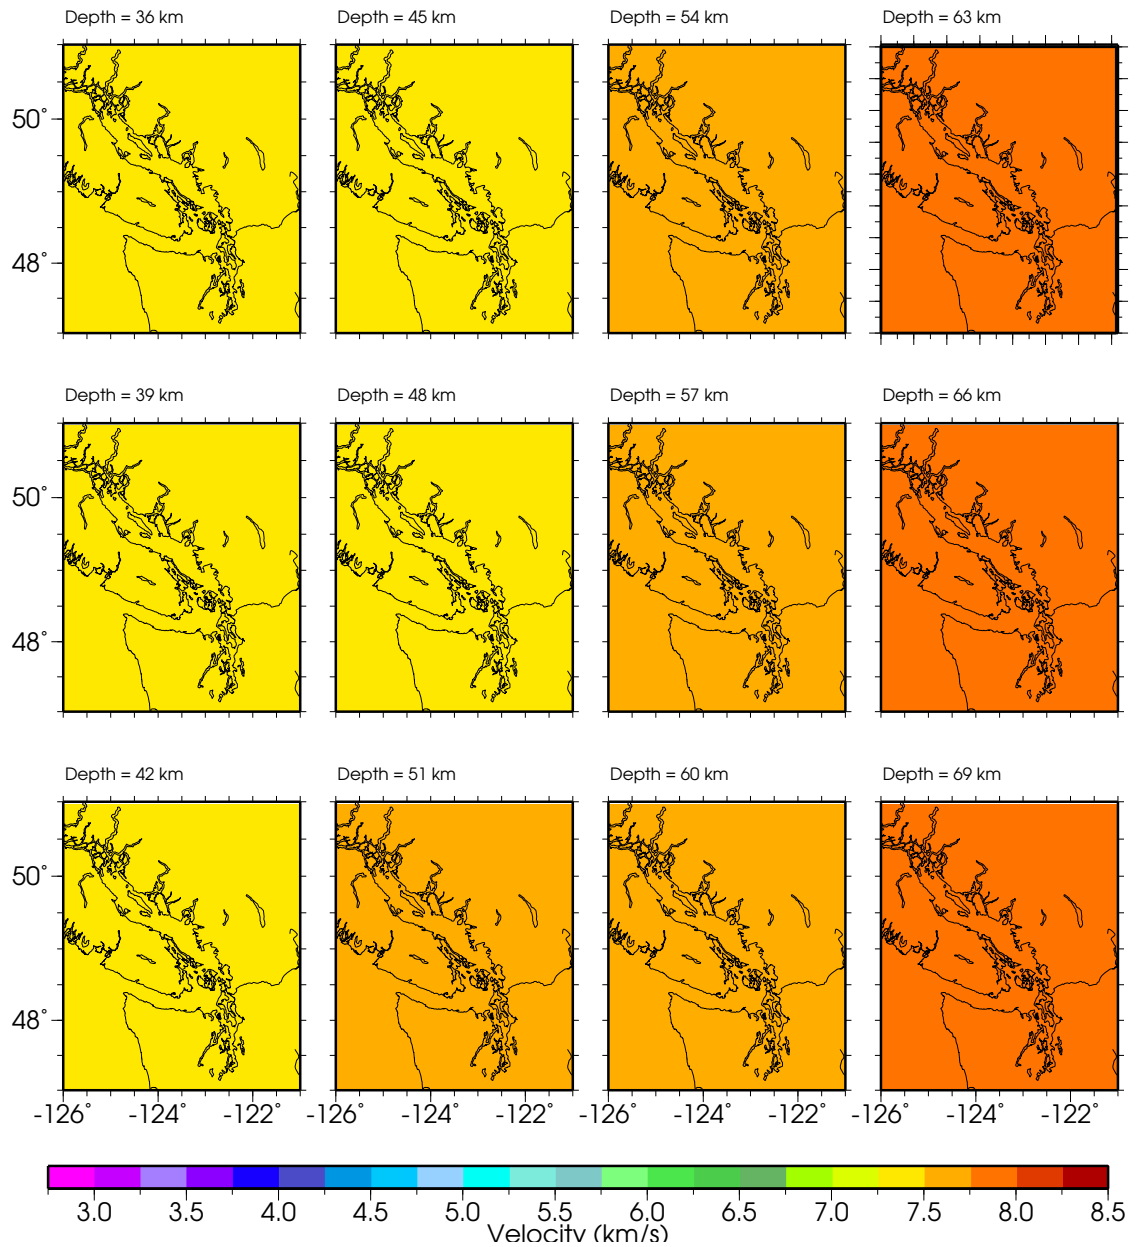 Depth = 36 km
Depth = 45 km
Depth = 54 km
Depth = 63 km
50°
48°
Depth = 39 km
Depth = 48 km
Depth = 57 km
Depth = 66 km
50°
48°
Depth = 42 km
Depth = 51 km
Depth = 60 km
Depth = 69 km
50°
48°
-126° -124° -122° -126° -124° -122° -126° -124° -122° -126° -124° -122°
3.0 3.5 4.0 4.5 5.0 5.5 6.0 6.5 7.0 7.5 8.0 8.5
Velocity (km/s)